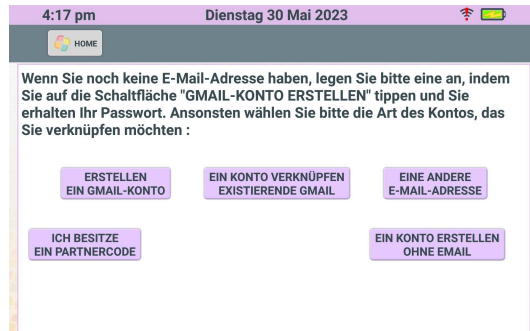 4:17 pm Dienstag 30 Mai 2023
HOME
Wenn Sie noch keine E-Mail-Adresse haben, legen Sie bitte eine an, indem
Sie auf die Schaltfläche "GMAIL-KONTO ERSTELLEN" tippen und Sie
erhalten Ihr Passwort. Ansonsten wählen Sie bitte die Art des Kontos, das
Sie verknüpfen möchten :
ERSTELLEN
EIN GMAIL-KONTO
EIN KONTO VERKNÜPFEN
EXISTIERENDE GMAIL
EINE ANDERE
E-MAIL-ADRESSE
ICH BESITZE
EIN PARTNERCODE
EIN KONTO ERSTELLEN
OHNE EMAIL